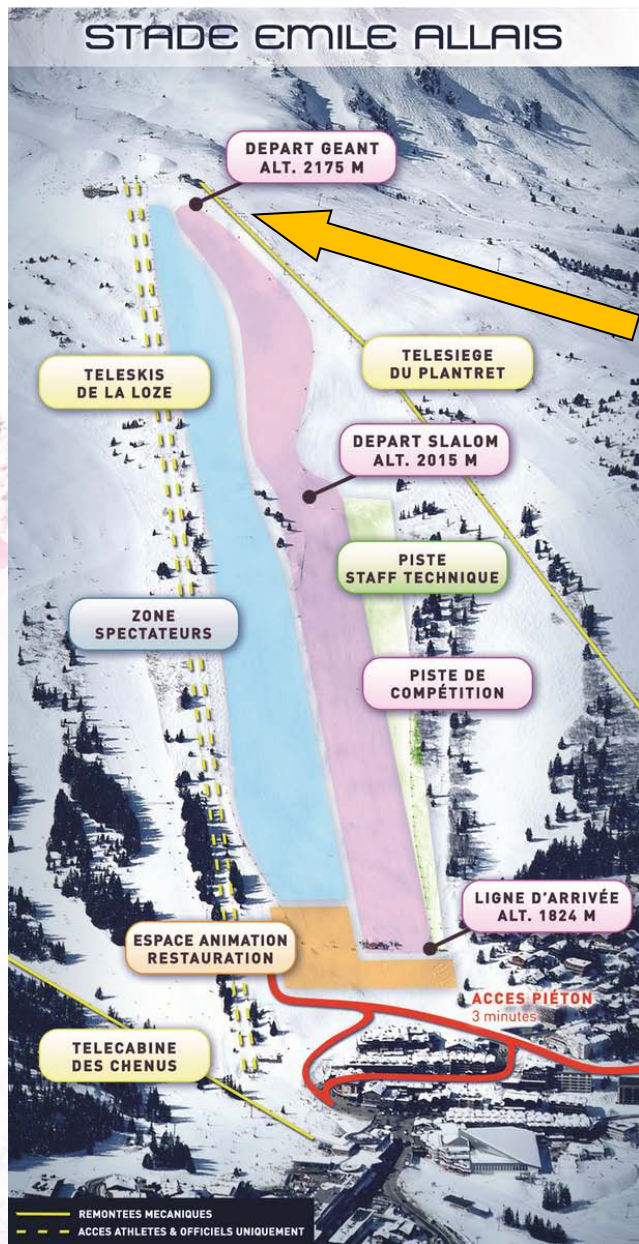 STADE EMILE ALLAIS
DEPART GEANT
ALT. 2175 M
TELESKIS
DE LA LOZE
TELESIEGE
DU PLANTRET
DEPART SLALOM
ALT. 2015 M
PISTE
STAFF TECHNIQUE
ZONE
SPECTATEURS
PISTE DE
COMPÉTITION
LIGNE D'ARRIVÉE
ALT. 1824 M
ESPACE ANIMATION
RESTAURATION
ACCES PIÉTON
3 minutes
TELECABINE
DES CHENUS
REMONTEES MECANIQUES
ACCES ATHLETES & OFFICIELS UNIQUEMENT